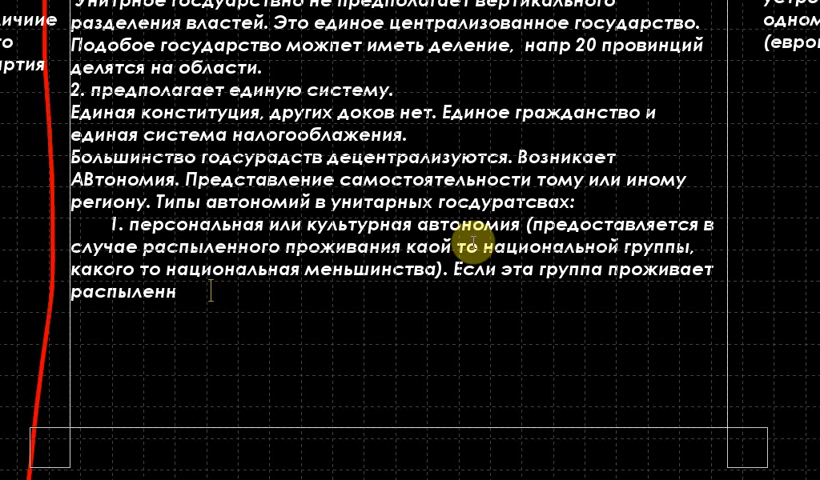 Унитрное госдуарствно не предполагает вертикального
разделения властей. Это единое централизованное государство.
Подобое государство можпет иметь деление, напр 20 провинций
делятся на области.
2. предполагает единую систему.
Единая конституция, других доков нет. Единое гражданство и
единая система налогооблажения.
Большинство годсурадств децентрализуются. Возникает
АВтономия. Представление самостоятельности тому или иному
региону. Типы автономий в унитарных госдуратсвах:
1. персональная или культурная автономия (предоставляется в
случае распыленного проживания каой то национальной группы,
какого то национальная меньшинства). Если эта группа проживает
распыленн
одном
(европ